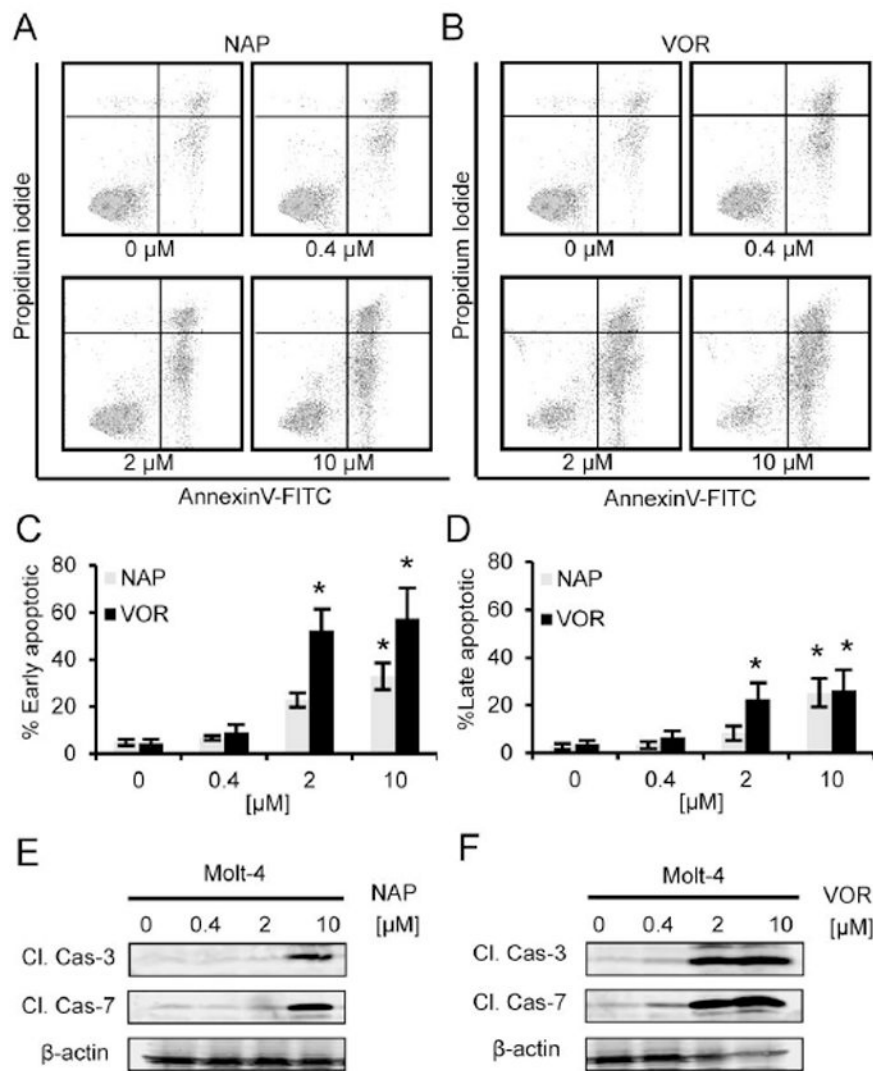 A
NAP
Propidium iodide
0 µM
0.4 µM
2 µM
10 µM
AnnexinV-FITC
B
VOR
Propidium Iodide
0 µM
0.4 µM
2 µM
10 µM
AnnexinV-FITC
C
% Early apoptotic
80
60
40
20
0
NAP
VOR
*
*
*
0 0.4 2 10
[µM]
D
%Late apoptotic
80
60
40
20
0
NAP
VOR
*
*
*
0 0.4 2 10
[µM]
E
Molt-4
NAP
0 0.4 2 10 [µM]
Cl. Cas-3
Cl. Cas-7
β-actin
F
Molt-4
VOR
0 0.4 2 10 [µM]
Cl. Cas-3
Cl. Cas-7
β-actin